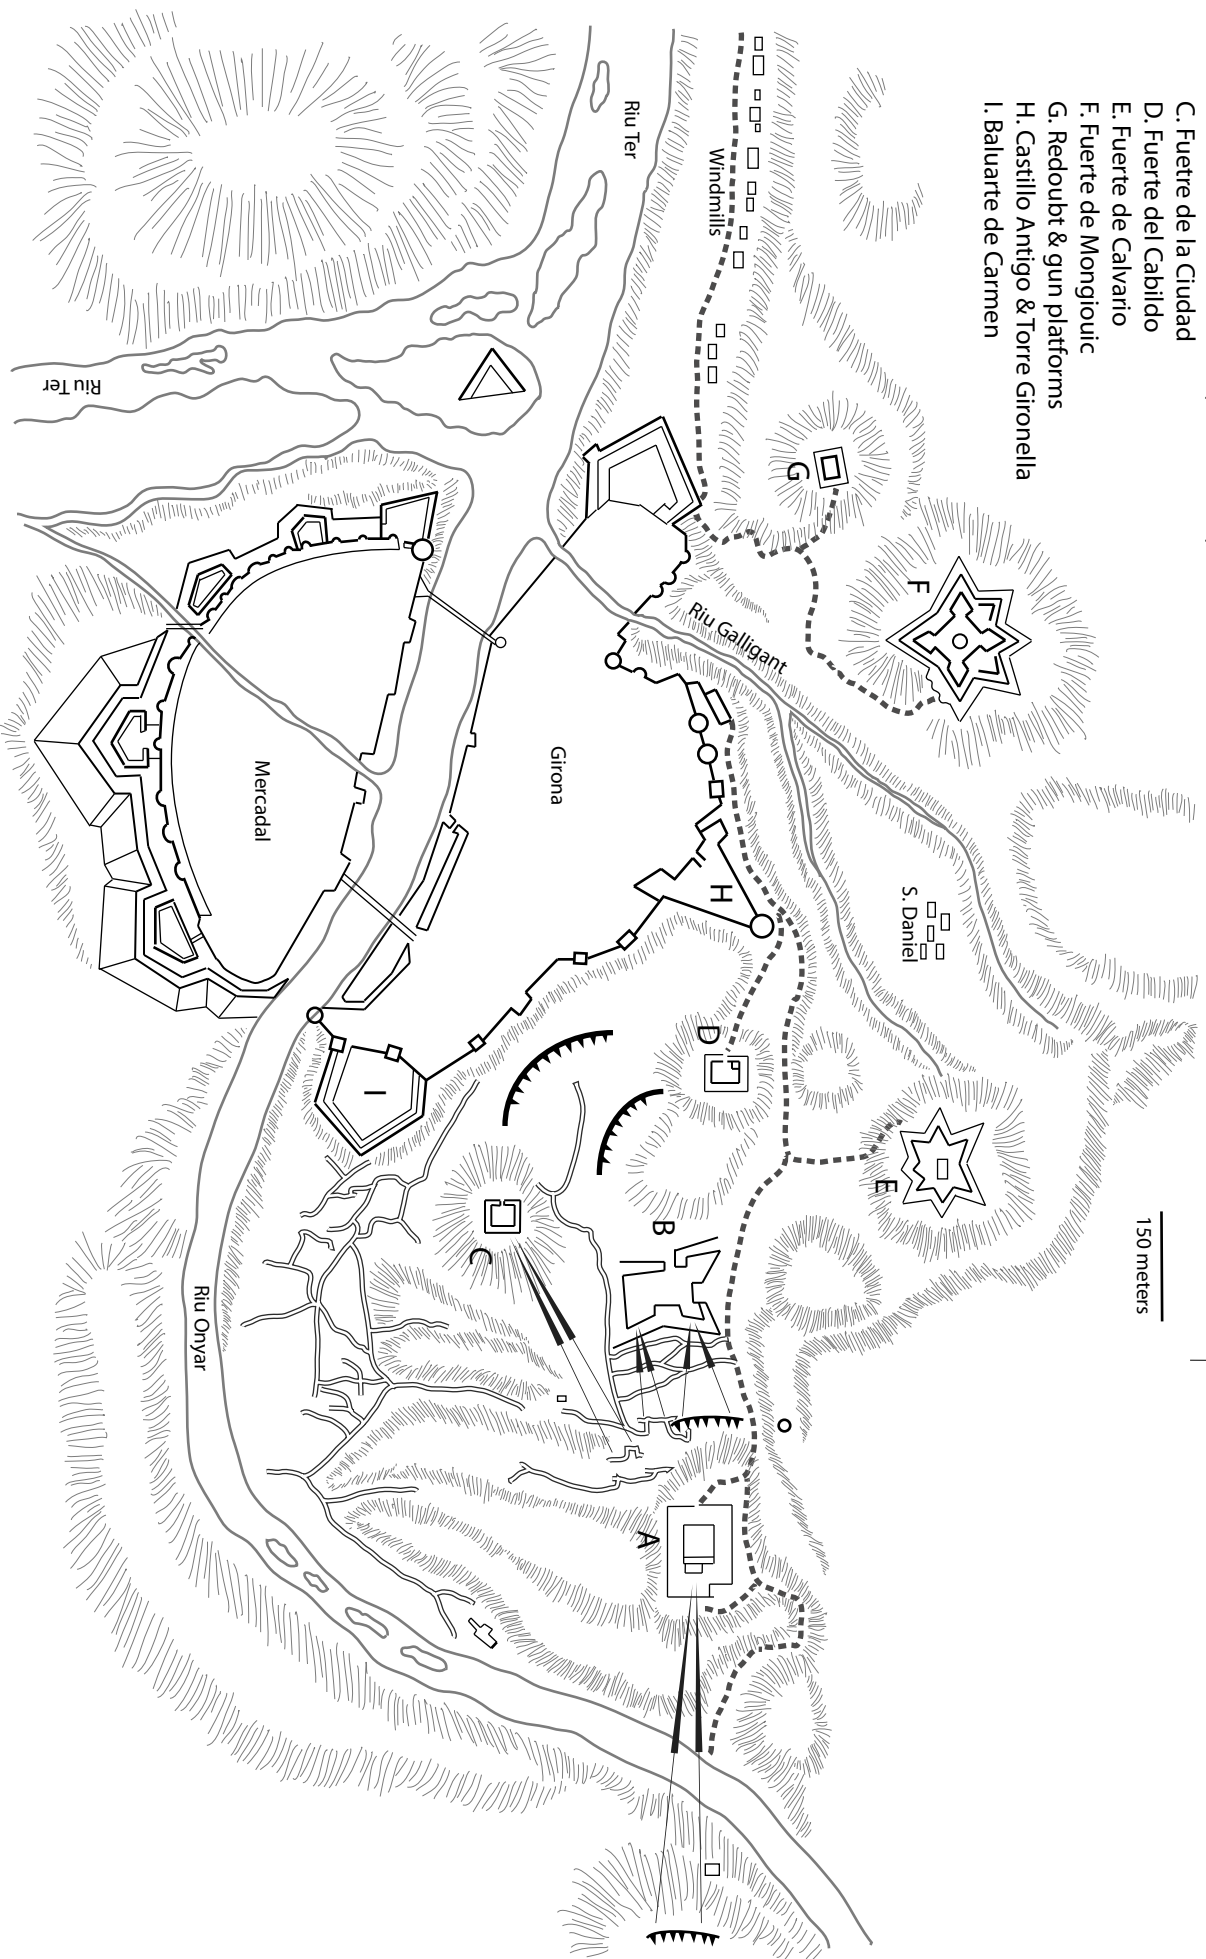 C. Fuetre de la Ciudad
D. Fuerte del Cabildo
E. Fuerte de Calvario
F. Fuerte de Mongiouic
G. Redoubt & gun platforms
H. Castillo Antigo & Torre Gironella
I. Baluarte de Carmen
150 meters
F
S. Daniel
E
G
Windmills
Riu Galligant
H
D
B
A
Riu Ter
Girona
C
I
Mercadal
Riu Onyar
Riu Ter